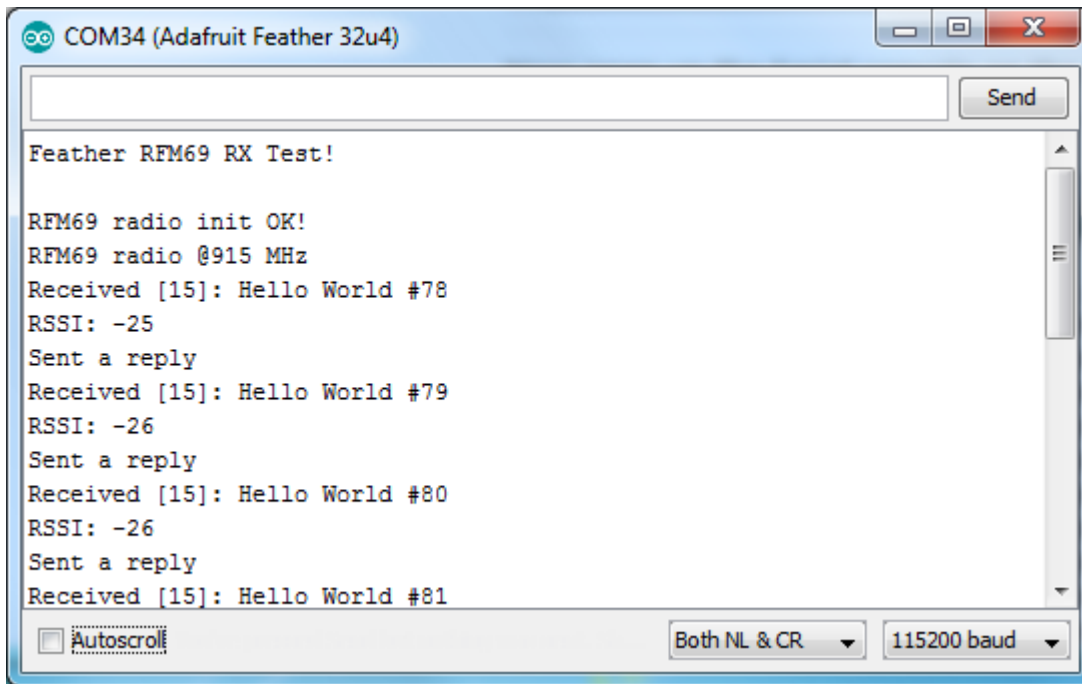 COM34 (Adafruit Feather 32u4)
Send
Feather RFM69 RX Test!
RFM69 radio init OK!
RFM69 radio @915 MHz
Received [15]: Hello World #78
RSSI: -25
Sent a reply
Received [15]: Hello World #79
RSSI: -26
Sent a reply
Received [15]: Hello World #80
RSSI: -26
Sent a reply
Received [15]: Hello World #81
Autoscroll Both NL & CR 115200 baud